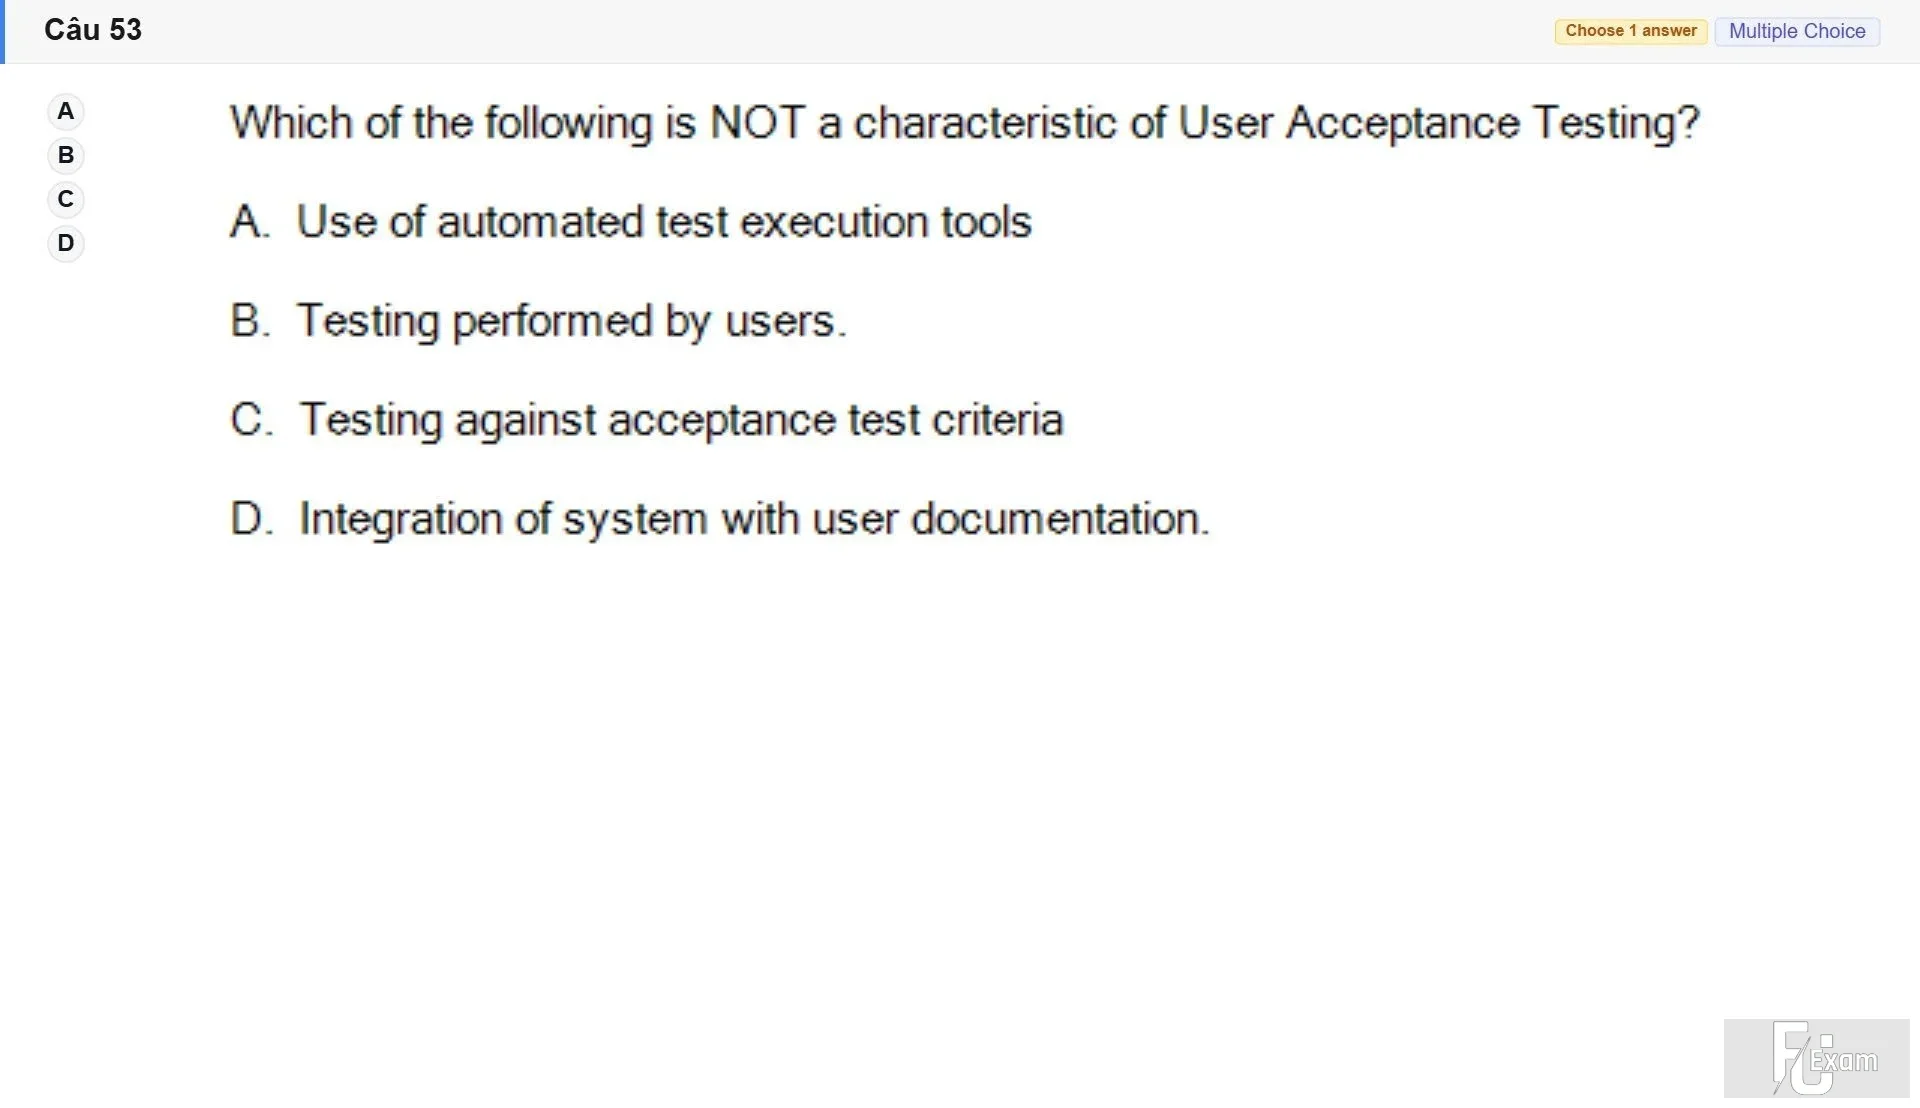 Câu 53
Choose 1 answer
Multiple Choice
A
B
C
D
Which of the following is NOT a characteristic of User Acceptance Testing?
A. Use of automated test execution tools
B. Testing performed by users.
C. Testing against acceptance test criteria
D. Integration of system with user documentation.
FU Exam